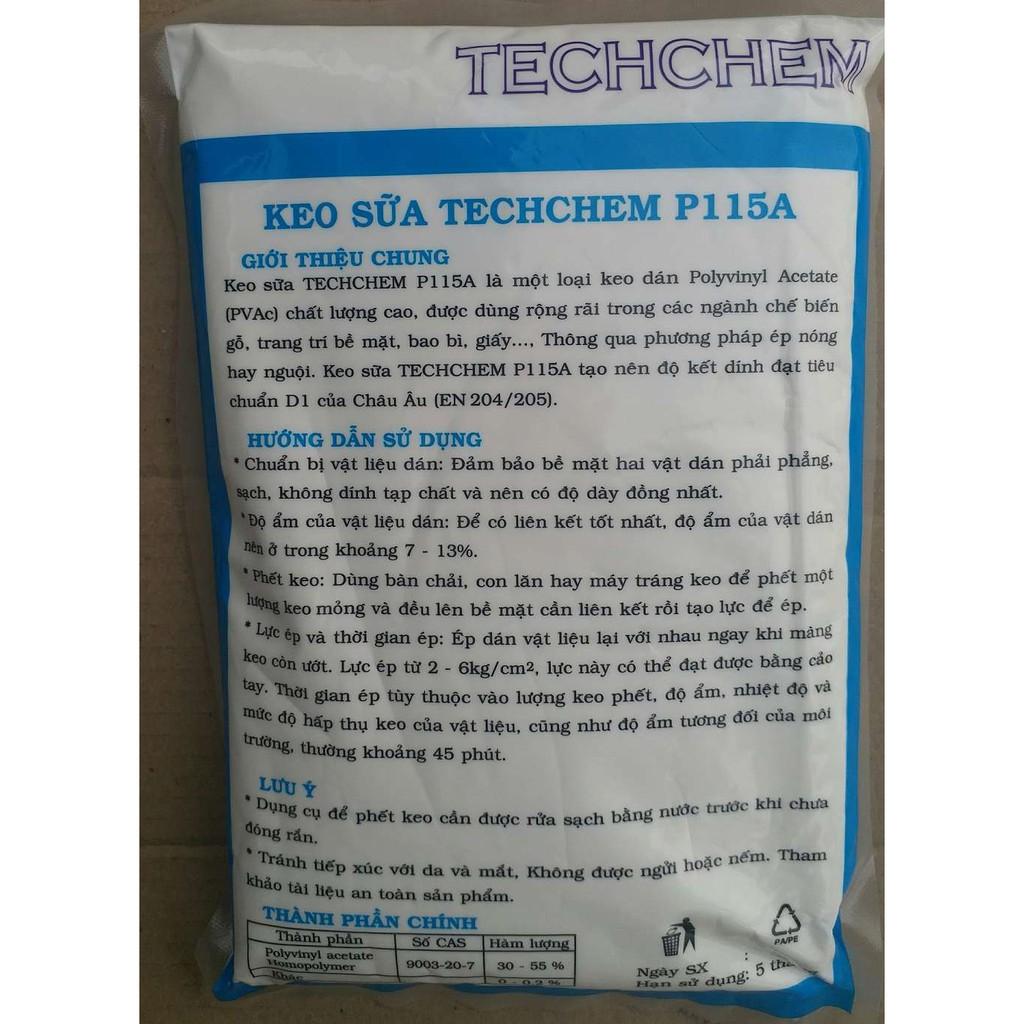 TECHCHEM
KEO SỮA TECHCHEM P115A
GIỚI THIỆU CHUNG
Keo sữa TECHCHEM P115A là một loại keo dán Polyvinyl Acetate
(PVAc) chất lượng cao, được dùng rộng rãi trong các ngành chế biến
gỗ, trang trí bề mặt, bao bì, giấy..., Thông qua phương pháp ép nóng
hay nguội. Keo sữa TECHCHEM P115A tạo nên độ kết dính đạt tiêu
chuẩn D1 của Châu Âu (EN 204/205).
HƯỚNG DẪN SỬ DỤNG
* Chuẩn bị vật liệu dán: Đảm bảo bề mặt hai vật dán phải phẳng,
sạch, không dính tạp chất và nên có độ dày đồng nhất.
* Độ ẩm của vật liệu dán: Để có liên kết tốt nhất, độ ẩm của vật dán
nên ở trong khoảng 7 - 13%.
* Phết keo: Dùng bàn chải, con lăn hay máy tráng keo để phết một
lượng keo mỏng và đều lên bề mặt cần liên kết rồi tạo lực để ép.
* Lực ép và thời gian ép: Ép dán vật liệu lại với nhau ngay khi màng
keo còn ướt. Lực ép từ 2 - 6kg/cm², lực này có thể đạt được bằng cảo
tay. Thời gian ép tùy thuộc vào lượng keo phết, độ ẩm, nhiệt độ và
mức độ hấp thụ keo của vật liệu, cũng như độ ẩm tương đối của môi
trường, thường khoảng 45 phút.
LƯU Ý
* Dụng cụ để phết keo cần được rửa sạch bằng nước trước khi chưa
đóng rắn.
* Tránh tiếp xúc với da và mắt, Không được ngửi hoặc nếm. Tham
khảo tài liệu an toàn sản phẩm.
THÀNH PHẦN CHÍNH
Thành phần Số CAS Hàm lượng
Polyvinyl acetate
Homopolymer 9003-20-7 30 - 55 %
Khác 0 - 0.2 %
PA/PE
Ngày SX :
Hạn sử dụng: 5